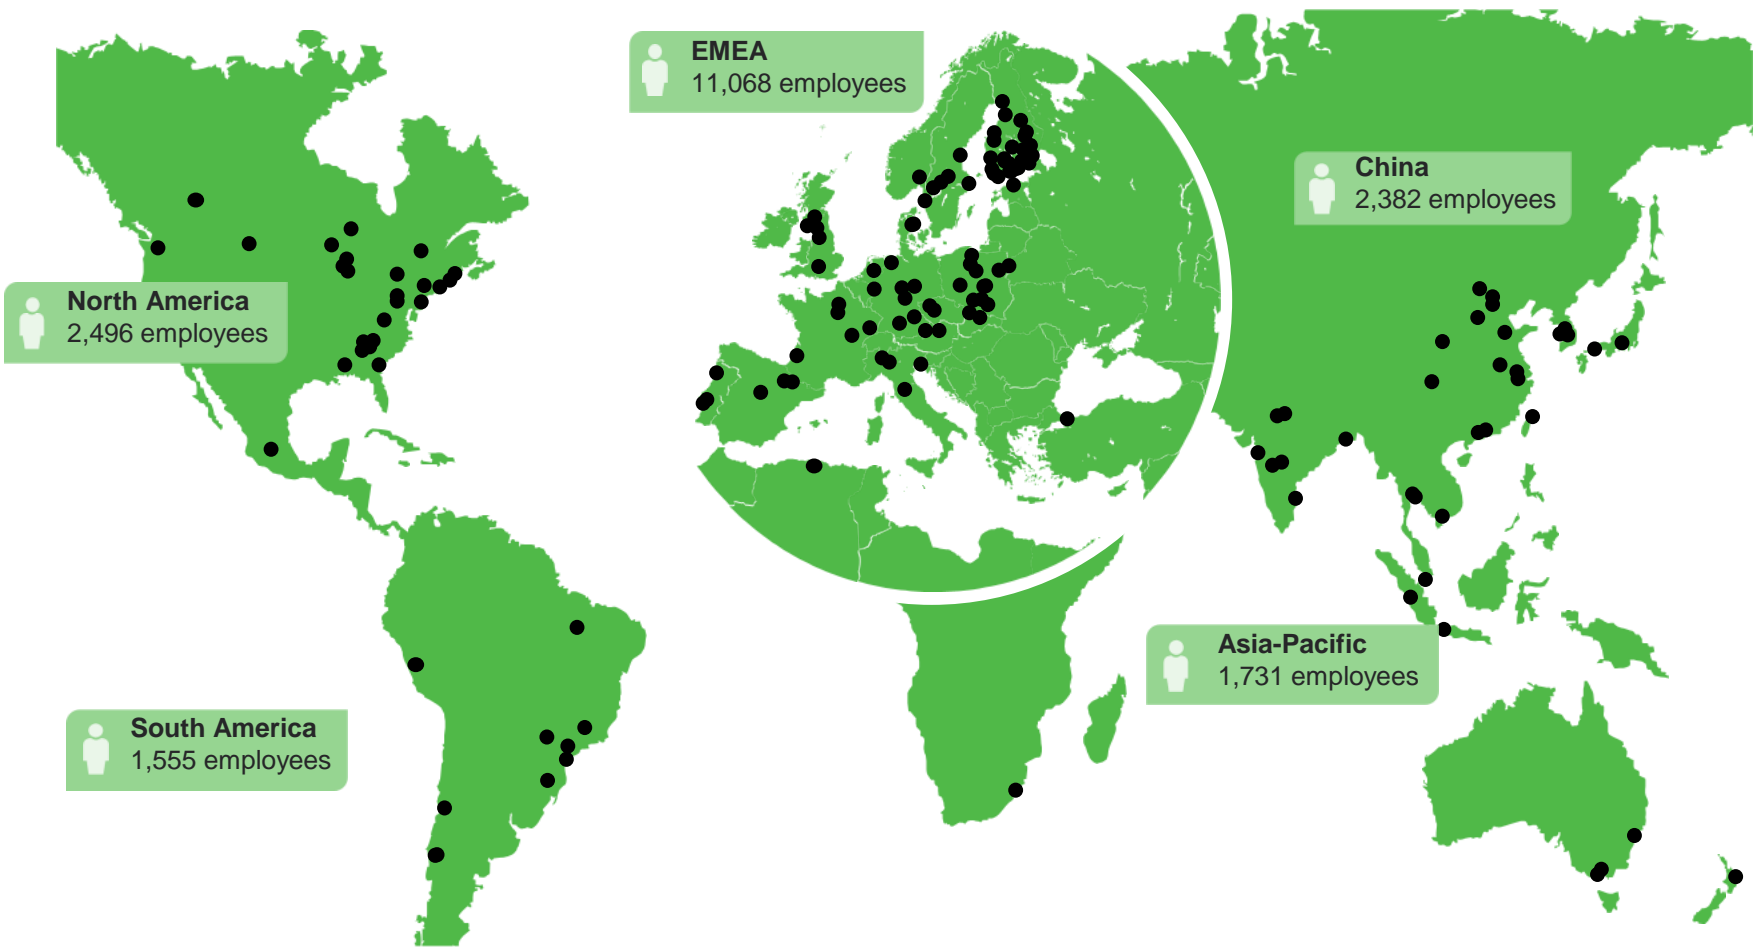 EMEA
11,068 employees
China
2,382 employees
North America
2,496 employees
Asia-Pacific
1,731 employees
South America
1,555 employees